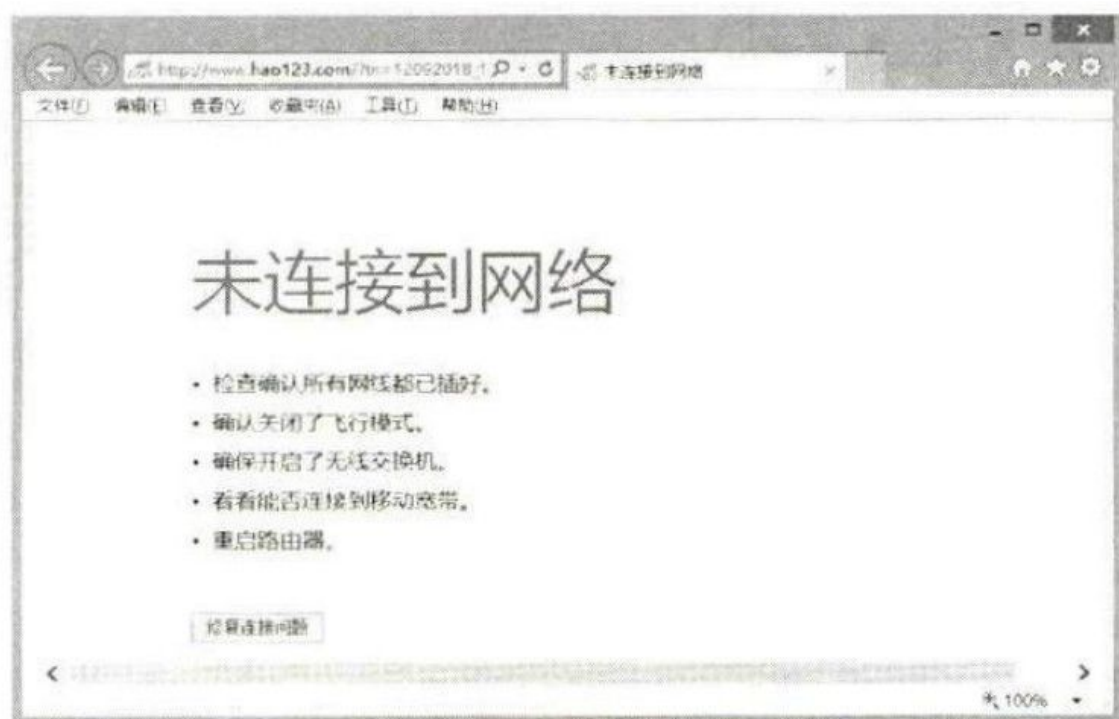 http://www.hao123.com/?tn=12092018_1
未连接到网络
文件(F) 编辑(E) 查看(V) 收藏夹(A) 工具(T) 帮助(H)
未连接到网络
• 检查确认所有网线都已插好。
• 确认关闭了飞行模式。
• 确保开启了无线交换机。
• 看看能否连接到移动宽带。
• 重启路由器。
修复连接问题
100%